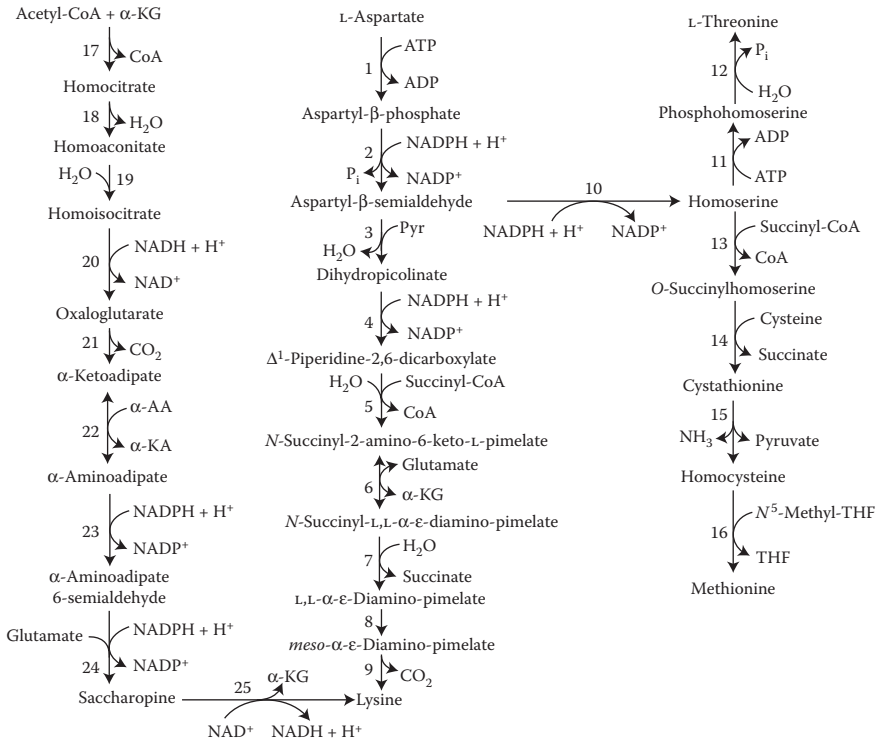 Acetyl-CoA + α-KG
17
CoA
Homocitrate
18
H₂O
Homoaconitate
H₂O
19
Homoisocitrate
NADH + H⁺
20
NAD⁺
Oxaloglutarate
21
CO₂
α-Ketoadipate
α-AA
22
α-KA
α-Aminoadipate
NADPH + H⁺
23
NADP⁺
α-Aminoadipate
6-semialdehyde
Glutamate
NADPH + H⁺
24
NADP⁺
Saccharopine
25
α-KG
NAD⁺
NADH + H⁺
L-Aspartate
ATP
1
ADP
Aspartyl-β-phosphate
2
NADPH + H⁺
Pᵢ
NADP⁺
Aspartyl-β-semialdehyde
3
Pyr
H₂O
Dihydropicolinate
NADPH + H⁺
4
NADP⁺
Δ¹-Piperidine-2,6-dicarboxylate
H₂O
Succinyl-CoA
5
CoA
N-Succinyl-2-amino-6-keto-L-pimelate
Glutamate
6
α-KG
N-Succinyl-L,L-α-ε-diamino-pimelate
H₂O
7
Succinate
L,L-α-ε-Diamino-pimelate
8
meso-α-ε-Diamino-pimelate
9
CO₂
Lysine
10
NADPH + H⁺
NADP⁺
L-Threonine
Pᵢ
12
H₂O
Phosphohomoserine
ADP
11
ATP
Homoserine
Succinyl-CoA
13
CoA
O-Succinylhomoserine
Cysteine
14
Succinate
Cystathionine
15
NH₃
Pyruvate
Homocysteine
N⁵-Methyl-THF
16
THF
Methionine